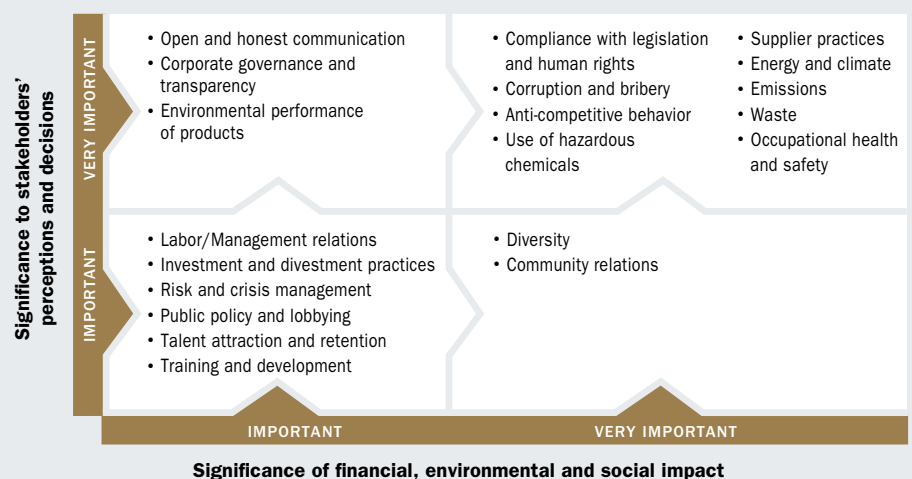 Significance to stakeholders'
perceptions and decisions
VERY IMPORTANT
• Open and honest communication
• Corporate governance and
transparency
• Environmental performance
of products
• Compliance with legislation
and human rights
• Corruption and bribery
• Anti-competitive behavior
• Use of hazardous
chemicals
• Supplier practices
• Energy and climate
• Emissions
• Waste
• Occupational health
and safety
IMPORTANT
• Labor/Management relations
• Investment and divestment practices
• Risk and crisis management
• Public policy and lobbying
• Talent attraction and retention
• Training and development
• Diversity
• Community relations
IMPORTANT
VERY IMPORTANT
Significance of financial, environmental and social impact